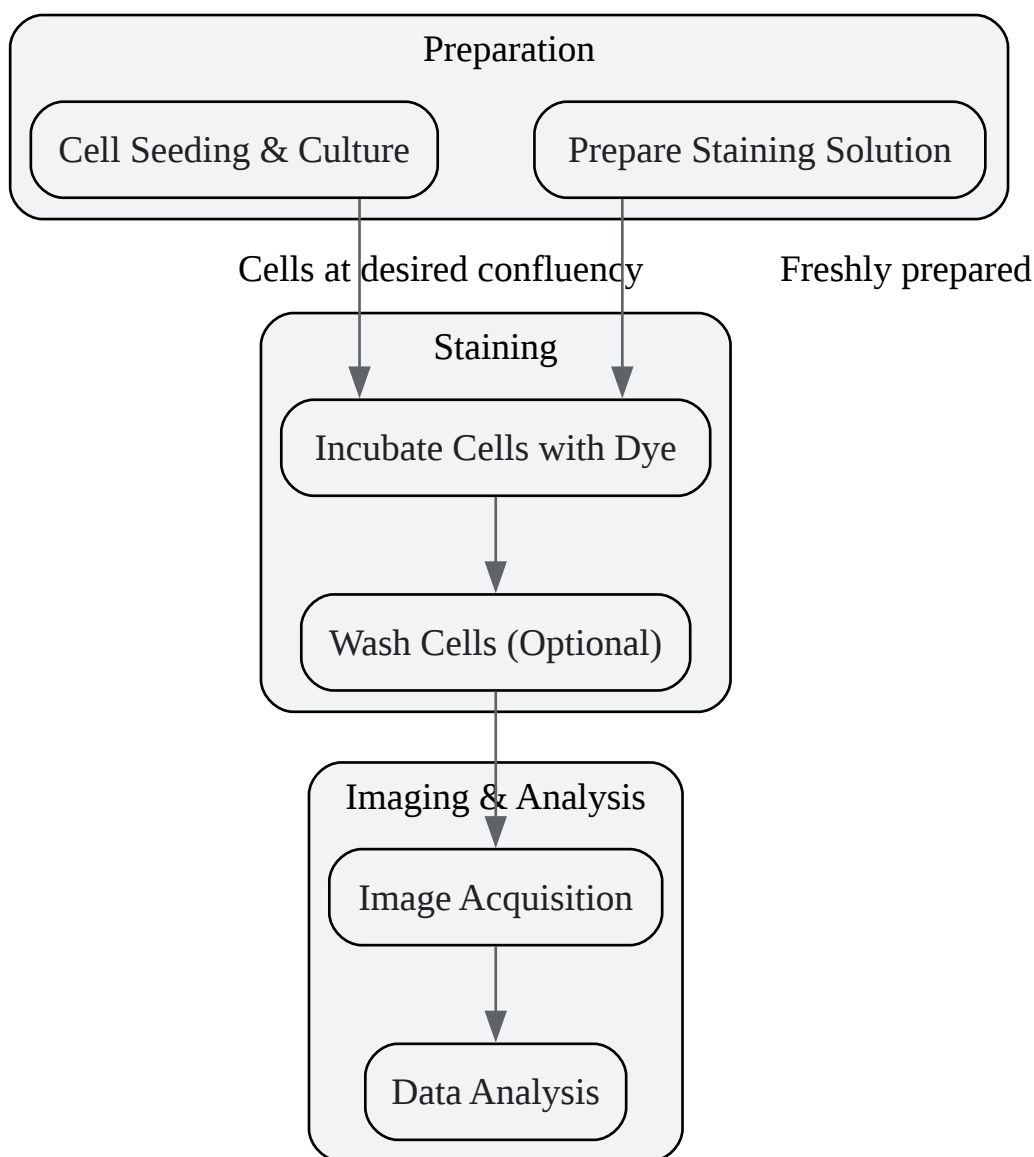 Preparation
Cell Seeding & Culture
Prepare Staining Solution
Cells at desired confluency
Freshly prepared
Staining
Incubate Cells with Dye
Wash Cells (Optional)
Imaging & Analysis
Image Acquisition
Data Analysis